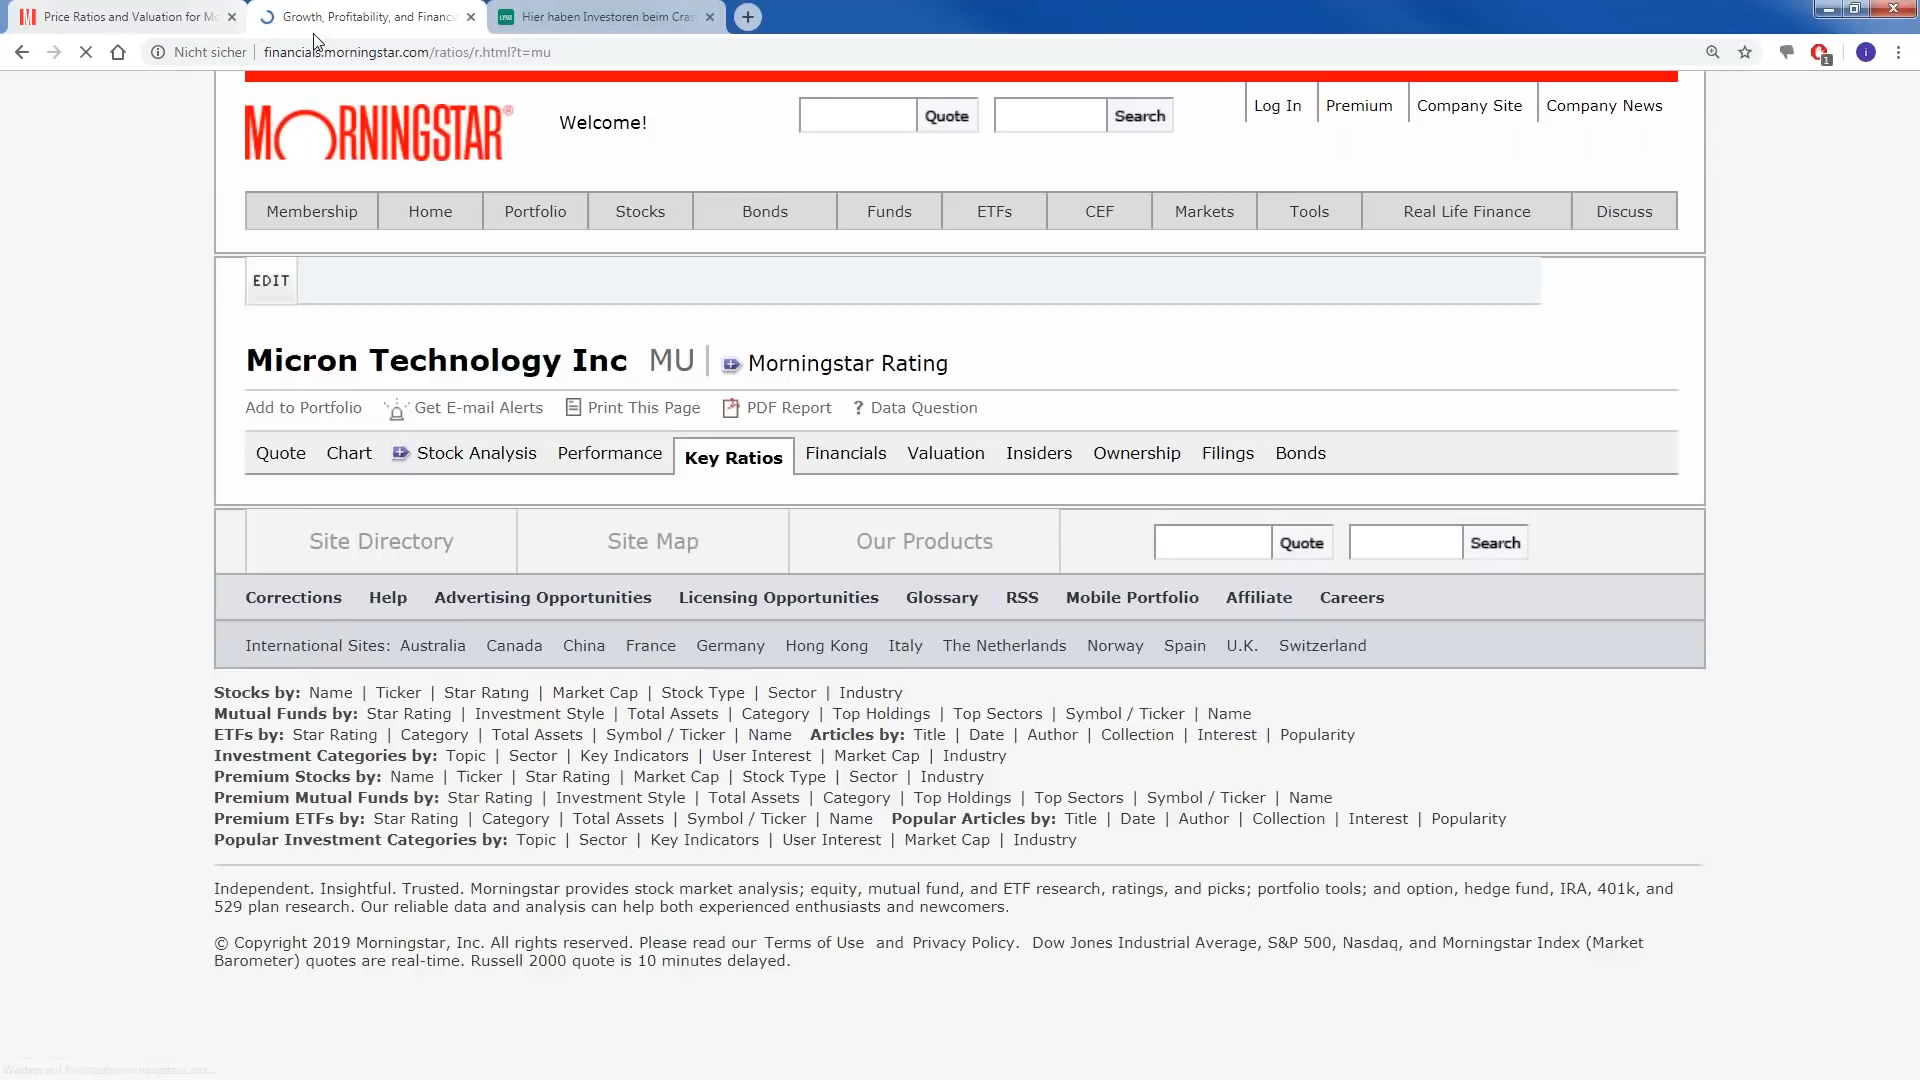 Price Ratios and Valuation for Mc
Growth, Profitability, and Financia
LYNX Hier haben Investoren beim Cras
Nicht sicher financials.morningstar.com/ratios/r.html?t=mu
1
i
MORNINGSTAR®
Welcome!
Quote
Search
Log In
Premium
Company Site
Company News
Membership Home Portfolio Stocks Bonds Funds ETFs CEF Markets Tools Real Life Finance Discuss
EDIT
Micron Technology Inc MU Morningstar Rating
Add to Portfolio Get E-mail Alerts Print This Page PDF Report ? Data Question
Quote Chart Stock Analysis Performance Key Ratios Financials Valuation Insiders Ownership Filings Bonds
Site Directory Site Map Our Products Quote Search
Corrections Help Advertising Opportunities Licensing Opportunities Glossary RSS Mobile Portfolio Affiliate Careers
International Sites: Australia Canada China France Germany Hong Kong Italy The Netherlands Norway Spain U.K. Switzerland
Stocks by: Name | Ticker | Star Rating | Market Cap | Stock Type | Sector | Industry
Mutual Funds by: Star Rating | Investment Style | Total Assets | Category | Top Holdings | Top Sectors | Symbol / Ticker | Name
ETFs by: Star Rating | Category | Total Assets | Symbol / Ticker | Name Articles by: Title | Date | Author | Collection | Interest | Popularity
Investment Categories by: Topic | Sector | Key Indicators | User Interest | Market Cap | Industry
Premium Stocks by: Name | Ticker | Star Rating | Market Cap | Stock Type | Sector | Industry
Premium Mutual Funds by: Star Rating | Investment Style | Total Assets | Category | Top Holdings | Top Sectors | Symbol / Ticker | Name
Premium ETFs by: Star Rating | Category | Total Assets | Symbol / Ticker | Name Popular Articles by: Title | Date | Author | Collection | Interest | Popularity
Popular Investment Categories by: Topic | Sector | Key Indicators | User Interest | Market Cap | Industry
Independent. Insightful. Trusted. Morningstar provides stock market analysis; equity, mutual fund, and ETF research, ratings, and picks; portfolio tools; and option, hedge fund, IRA, 401k, and
529 plan research. Our reliable data and analysis can help both experienced enthusiasts and newcomers.
© Copyright 2019 Morningstar, Inc. All rights reserved. Please read our Terms of Use and Privacy Policy. Dow Jones Industrial Average, S&P 500, Nasdaq, and Morningstar Index (Market
Barometer) quotes are real-time. Russell 2000 quote is 10 minutes delayed.